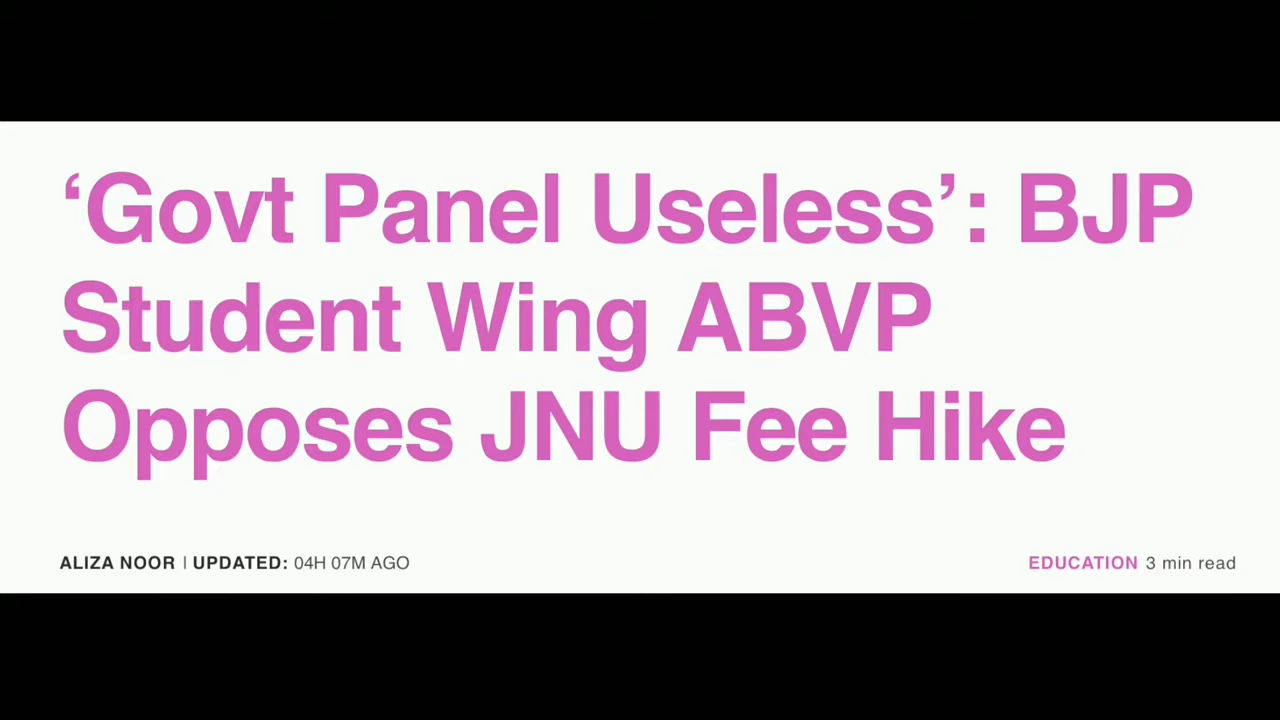 ‘Govt Panel Useless’: BJP
Student Wing ABVP
Opposes JNU Fee Hike
ALIZA NOOR | UPDATED: 04H 07M AGO
EDUCATION 3 min read